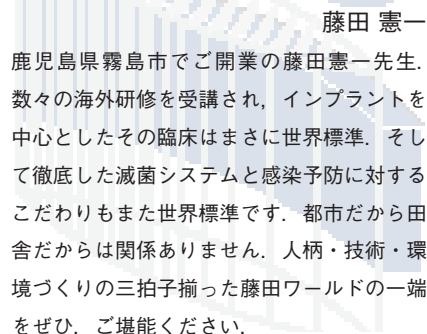 藤田 憲一
鹿児島県霧島市でご開業の藤田憲一先生．
数々の海外研修を受講され，インプラントを
中心としたその臨床はまさに世界標準．そし
て徹底した滅菌システムと感染予防に対する
こだわりもまた世界標準です．都市だから田
舎だからは関係ありません．人柄・技術・環
境づくりの三拍子揃った藤田ワールドの一端
をぜひ．ご堪能ください．